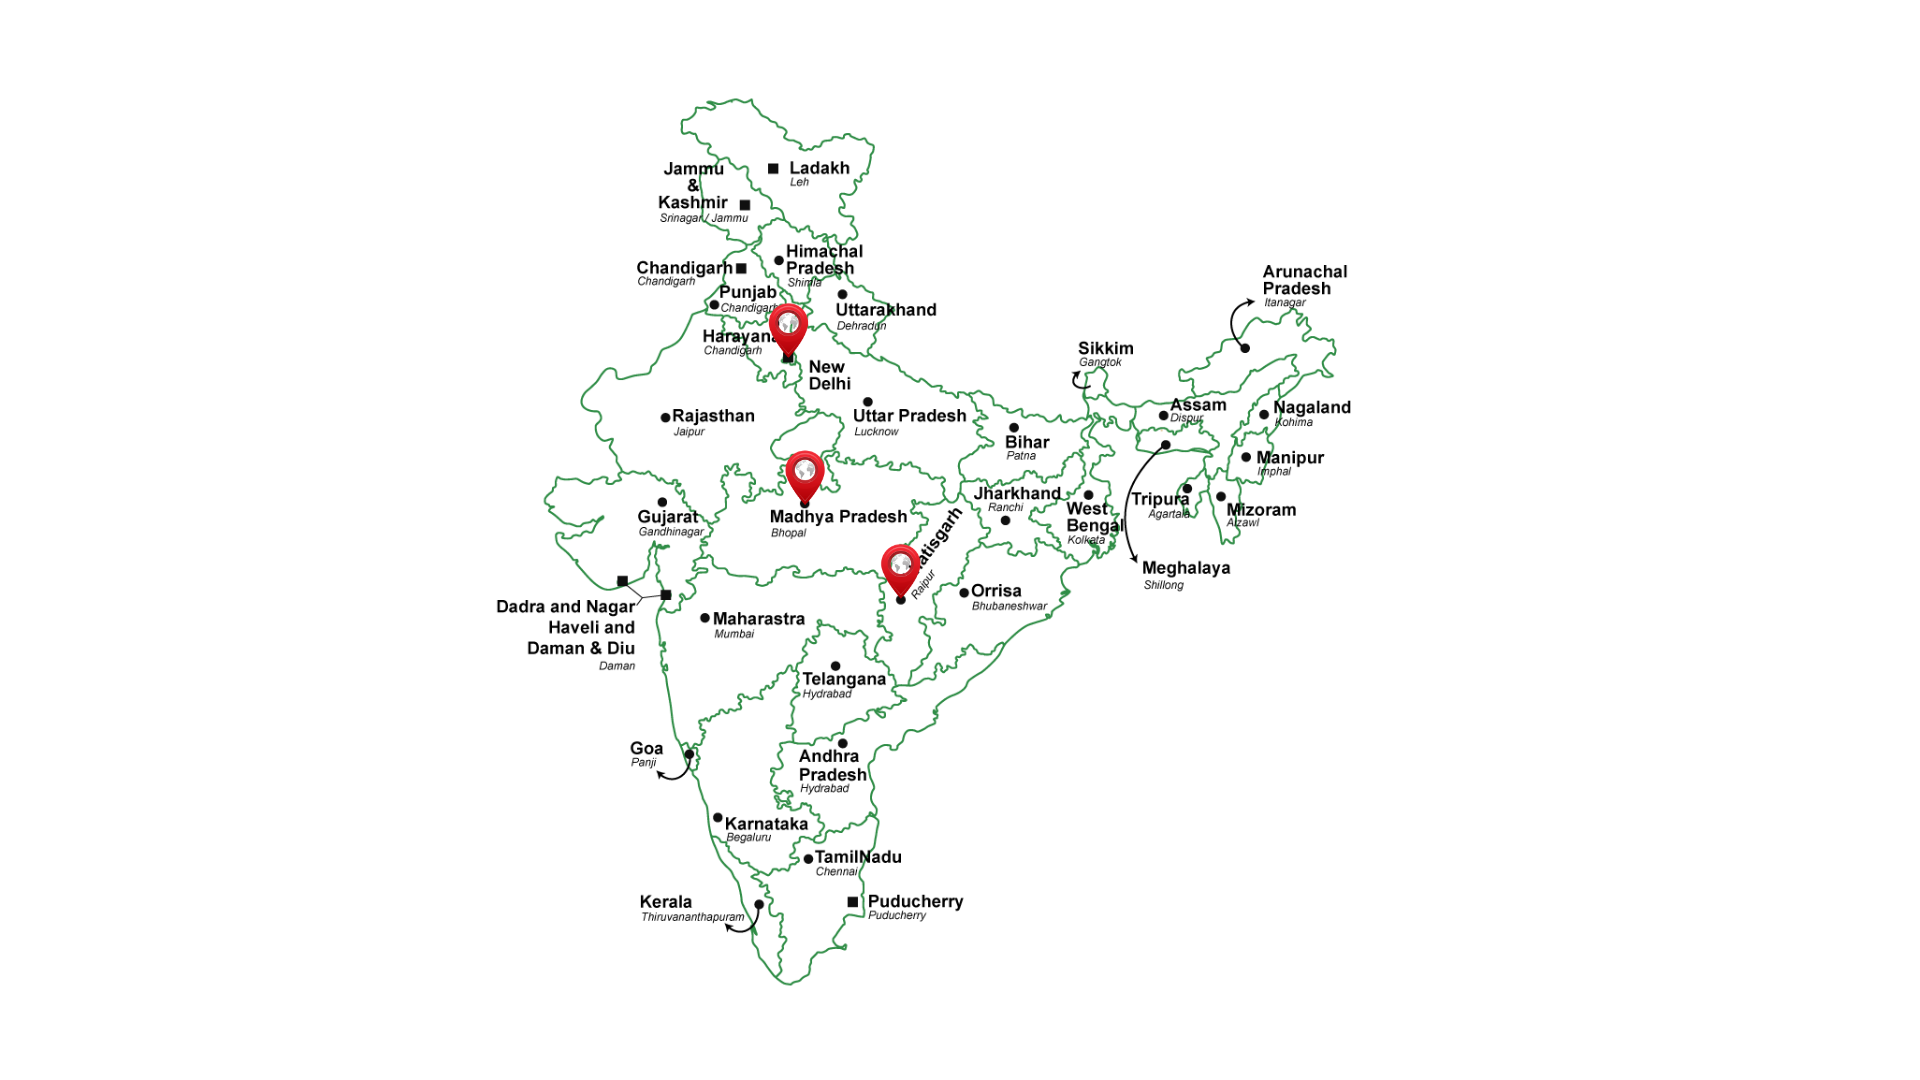 Ladakh
Leh
Jammu
&
Kashmir
Srinagar / Jammu
Himachal
Pradesh
Shimla
Chandigarh
Chandigarh
Punjab
Chandigarh
Uttarakhand
Dehradun
Harayana
Chandigarh
New
Delhi
Arunachal
Pradesh
Itanagar
Sikkim
Gangtok
Rajasthan
Jaipur
Uttar Pradesh
Lucknow
Bihar
Patna
Assam
Dispur
Nagaland
Kohima
Manipur
Imphal
Gujarat
Gandhinagar
Madhya Pradesh
Bhopal
Jharkhand
Ranchi
West
Bengal
Kolkata
Tripura
Agartala
Mizoram
Aizawl
Meghalaya
Shillong
atisgarh
Raipur
Orrisa
Bhubaneshwar
Dadra and Nagar
Haveli and
Daman & Diu
Daman
Maharastra
Mumbai
Telangana
Hydrabad
Goa
Panji
Andhra
Pradesh
Hydrabad
Karnataka
Begaluru
TamilNadu
Chennai
Kerala
Thiruvananthapuram
Puducherry
Puducherry